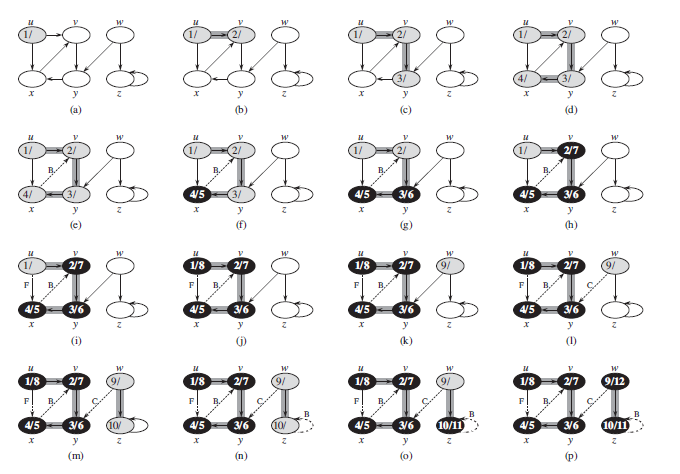 u v w u v w u v w u v w
1/ 1/ 2/ 1/ 2/ 1/ 2/
3/ 4/ 3/
x y z x y z x y z x y z
(a) (b) (c) (d)
u v w u v w u v w u v w
1/ 2/ 1/ 2/ 1/ 2/ 1/ 2/7
B B B B
4/ 3/ 4/5 3/ 4/5 3/6 4/5 3/6
x y z x y z x y z x y z
(e) (f) (g) (h)
u v w u v w u v w u v w
1/ 2/7 1/8 2/7 1/8 2/7 9/ 1/8 2/7 9/
F B F B F B F B C
4/5 3/6 4/5 3/6 4/5 3/6 4/5 3/6
x y z x y z x y z x y z
(i) (j) (k) (l)
u v w u v w u v w u v w
1/8 2/7 9/ 1/8 2/7 9/ 1/8 2/7 9/ 1/8 2/7 9/12
F B C F B C B F B C B F B C B
4/5 3/6 10/ 4/5 3/6 10/ 4/5 3/6 10/11 4/5 3/6 10/11
x y z x y z x y z x y z
(m) (n) (o) (p)